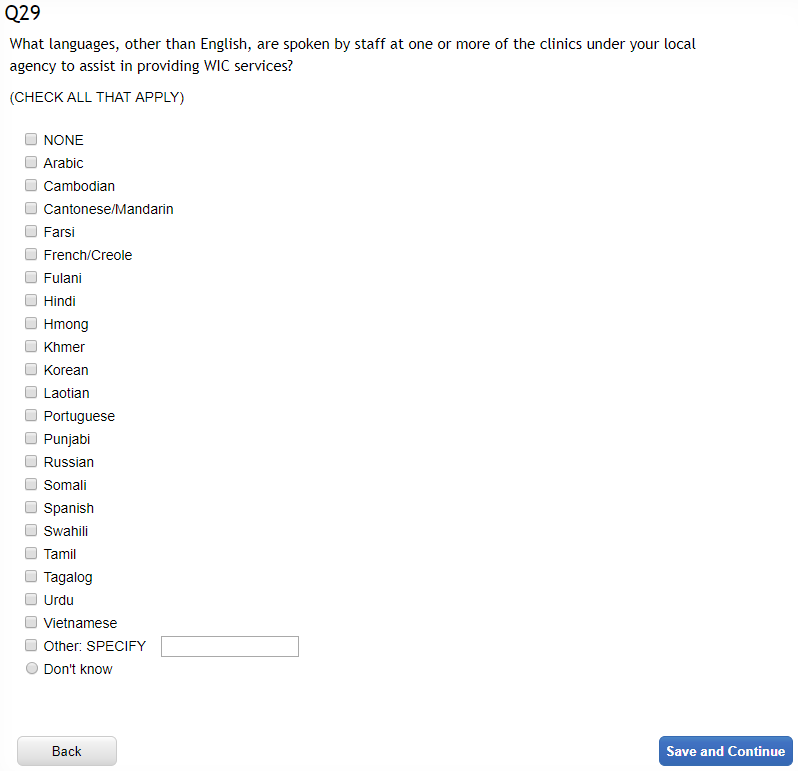 Q29
What languages, other than English, are spoken by staff at one or more of the clinics under your local
agency to assist in providing WIC services?
(CHECK ALL THAT APPLY)
NONE
Arabic
Cambodian
Cantonese/Mandarin
Farsi
French/Creole
Fulani
Hindi
Hmong
Khmer
Korean
Laotian
Portuguese
Punjabi
Russian
Somali
Spanish
Swahili
Tamil
Tagalog
Urdu
Vietnamese
Other: SPECIFY
Don't know
Back
Save and Continue